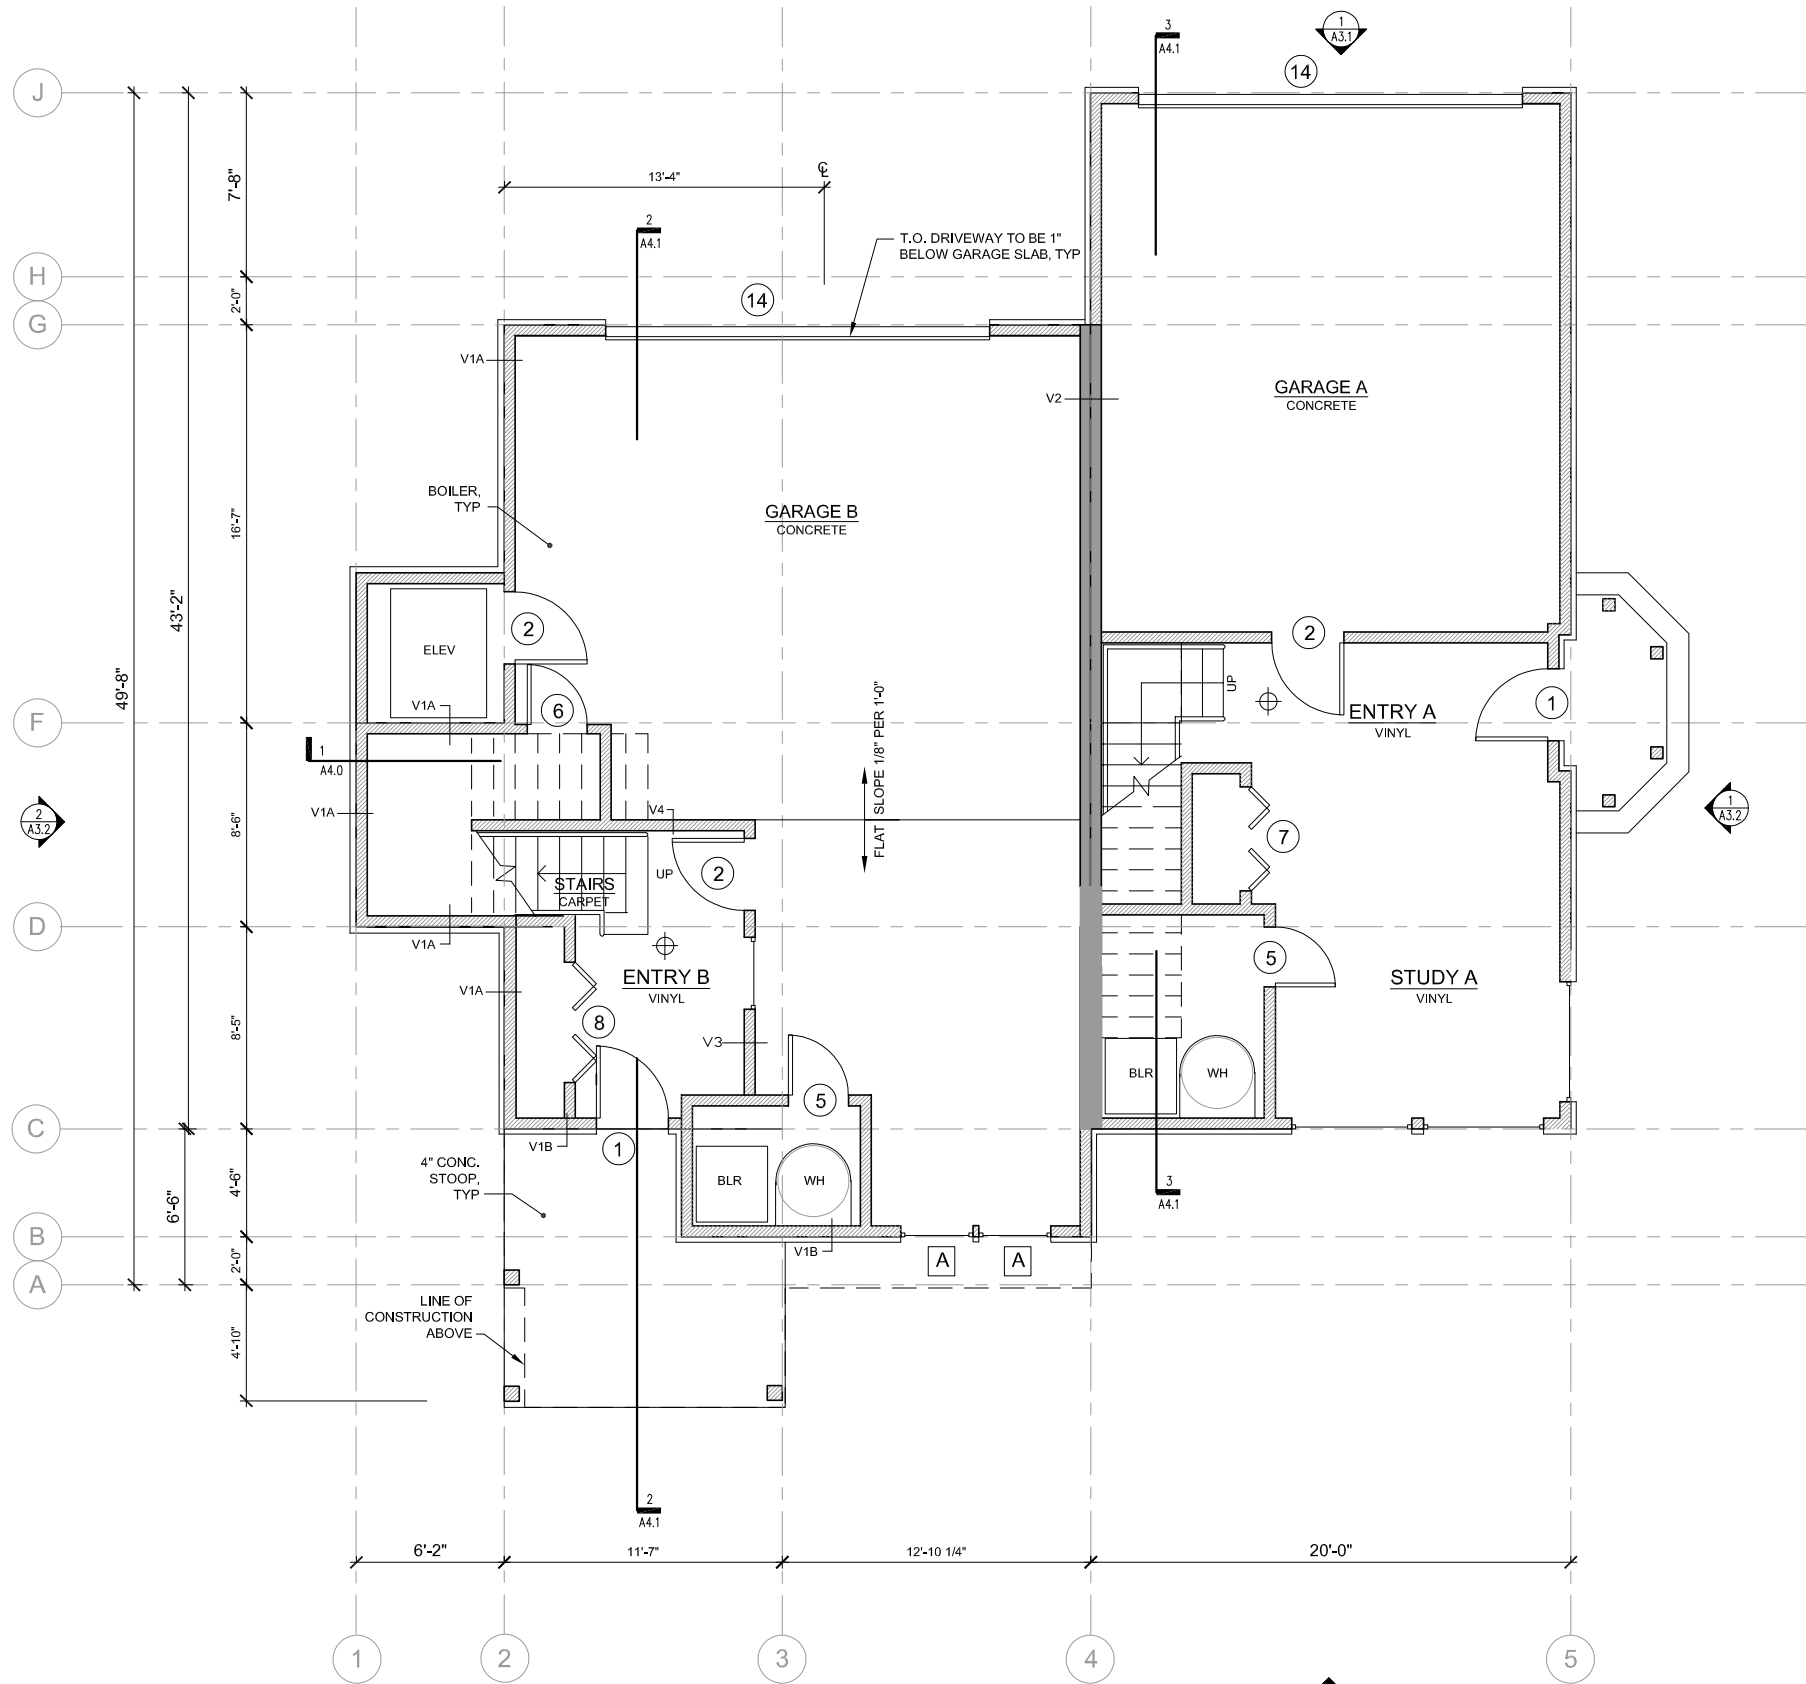 3
A4.1
1
A3.1
14
J
13'-4"
7'-8"
2
A4.1
T.O. DRIVEWAY TO BE 1"
BELOW GARAGE SLAB, TYP
H
2'-0"
14
G
V1A
GARAGE A
CONCRETE
V2
BOILER,
TYP
GARAGE B
CONCRETE
16'-7"
43'-2"
49'-8"
ELEV
2
2
UP
1
V1A
6
F
ENTRY A
VINYL
1
A4.0
SLOPE 1/8" PER 1'-0"
FLAT
2
A3.2
V1A
V4
8'-6"
7
1
A3.2
UP
2
STAIRS
CARPET
D
V1A
5
ENTRY B
VINYL
STUDY A
VINYL
V1A
8
8'-5"
V3
BLR
WH
5
C
V1B
1
4" CONC.
STOOP,
TYP
BLR
WH
4'-6"
6'-6"
3
A4.1
B
V1B
A
A
2'-0"
A
LINE OF
CONSTRUCTION
ABOVE
4'-10"
2
A4.1
6'-2"
11'-7"
12'-10 1/4"
20'-0"
1
2
3
4
5